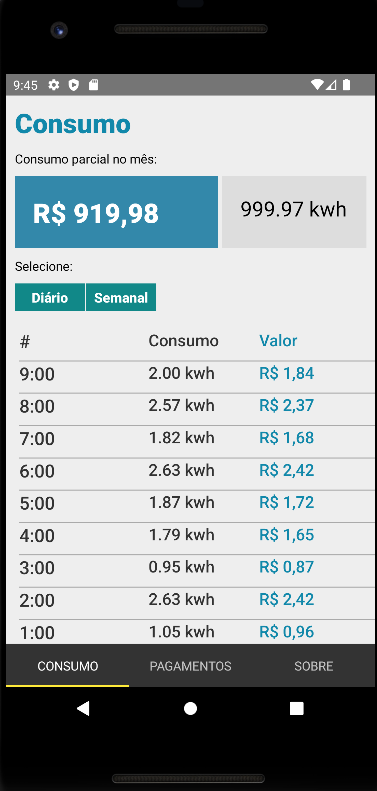 9:45
Consumo
Consumo parcial no mês:
R$ 919,98 999.97 kwh
Selecione:
Diário Semanal
# Consumo Valor
9:00 2.00 kwh R$ 1,84
8:00 2.57 kwh R$ 2,37
7:00 1.82 kwh R$ 1,68
6:00 2.63 kwh R$ 2,42
5:00 1.87 kwh R$ 1,72
4:00 1.79 kwh R$ 1,65
3:00 0.95 kwh R$ 0,87
2:00 2.63 kwh R$ 2,42
1:00 1.05 kwh R$ 0,96
CONSUMO PAGAMENTOS SOBRE